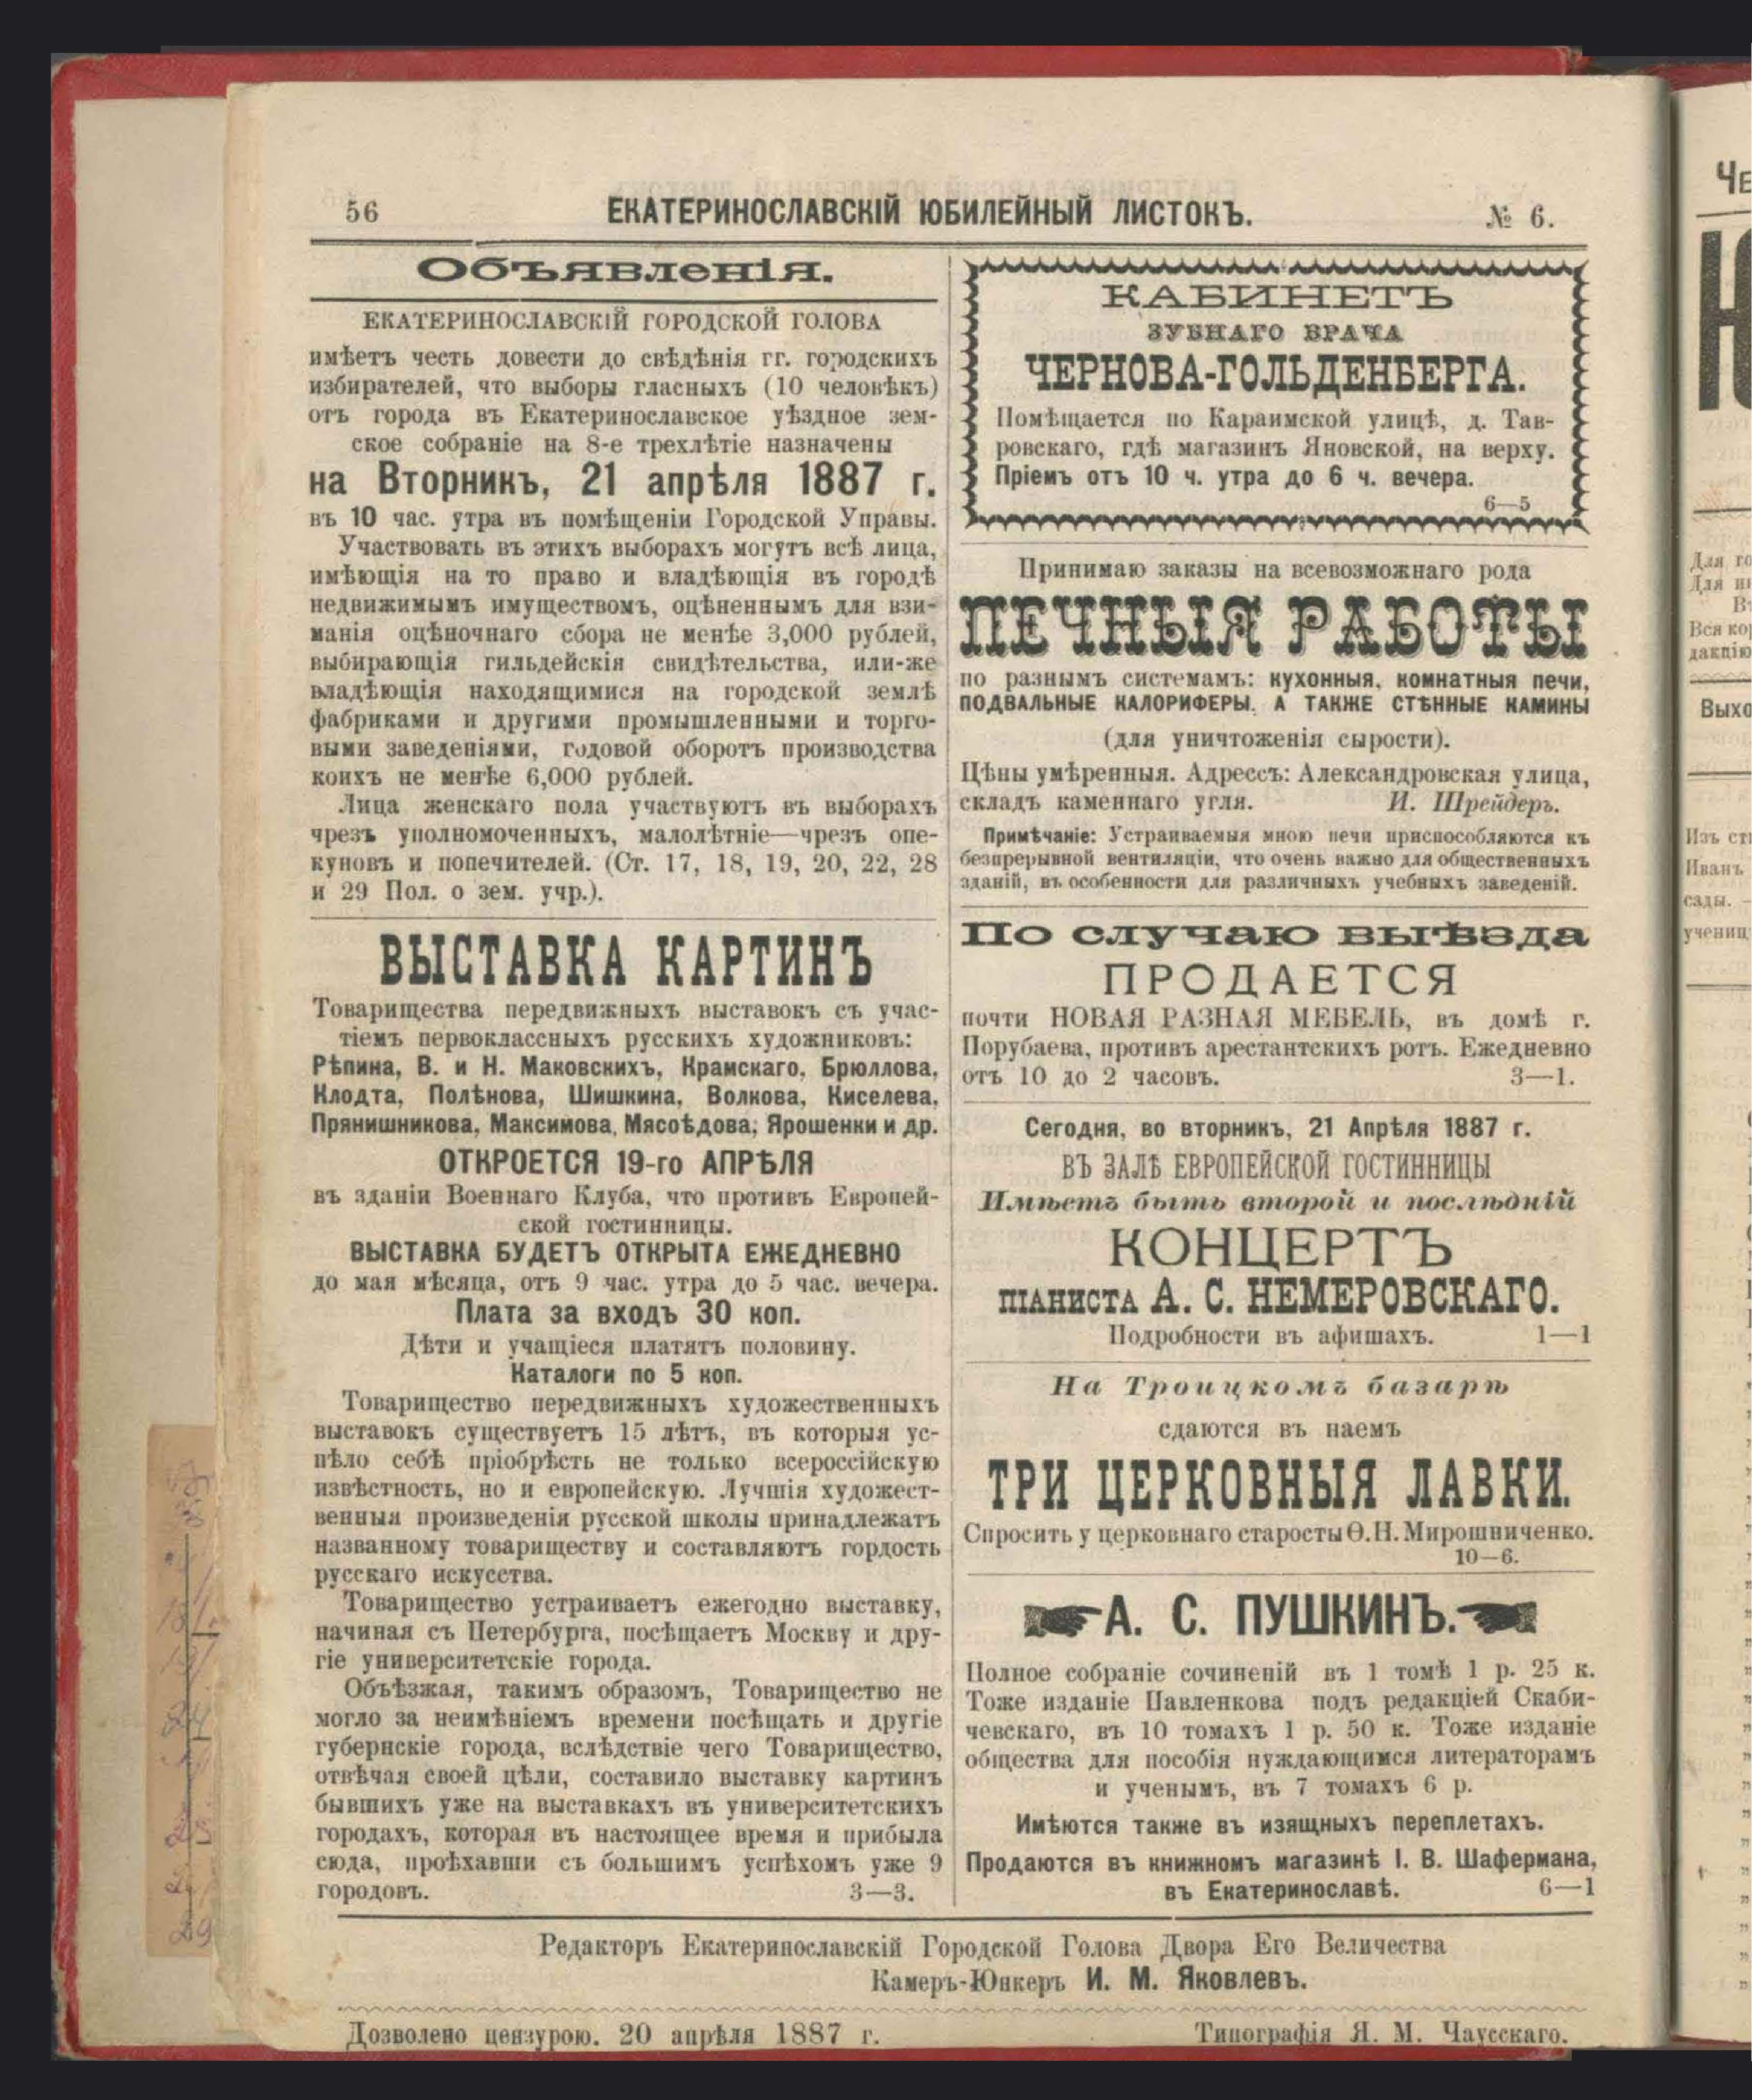 56
ЕКАТЕРИНОСЛАВСКІЙ ЮБИЛЕЙНЫЙ ЛИСТОКЪ.
№ 6.
Объявленія.
ЕКАТЕРИНОСЛАВСКІЙ ГОРОДСКОЙ ГОЛОВА
имѣетъ честь довести до свѣдѣнія гг. городскихъ
избирателей, что выборы гласныхъ (10 человѣкъ)
отъ города въ Екатеринославское уѣздное зем-
ское собраніе на 8-е трехлѣтіе назначены
на Вторникъ, 21 апрѣля 1887 г.
въ 10 час. утра въ помѣщеніи Городской Управы.
Участвовать въ этихъ выборахъ могутъ всѣ лица,
имѣющія на то право и владѣющія въ городѣ
недвижимымъ имуществомъ, оцѣненнымъ для взи-
манія оцѣночнаго сбора не менѣе 3,000 рублей,
выбирающія гильдейскія свидѣтельства, или-же
владѣющія находящимися на городской землѣ
фабриками и другими промышленными и торго-
выми заведеніями, годовой оборотъ производства
коихъ не менѣе 6,000 рублей.
Лица женскаго пола участвуютъ въ выборахъ
чрезъ уполномоченныхъ, малолѣтніе—чрезъ опе-
куновъ и попечителей. (Ст. 17, 18, 19, 20, 22, 28
и 29 Пол. о зем. учр.).
ВЫСТАВКА КАРТИНЪ
Товарищества передвижныхъ выставокъ съ учас-
тіемъ первоклассныхъ русскихъ художниковъ:
Рѣпина, В. и Н. Маковскихъ, Крамскаго, Брюллова,
Клодта, Полѣнова, Шишкина, Волкова, Киселева,
Прянишникова, Максимова, Мясоѣдова, Ярошенки и др.
ОТКРОЕТСЯ 19-го АПРѢЛЯ
въ зданіи Военнаго Клуба, что противъ Европей-
ской гостинницы.
ВЫСТАВКА БУДЕТЪ ОТКРЫТА ЕЖЕДНЕВНО
до мая мѣсяца, отъ 9 час. утра до 5 час. вечера.
Плата за входъ 30 коп.
Дѣти и учащіеся платятъ половину.
Каталоги по 5 коп.
Товарищество передвижныхъ художественныхъ
выставокъ существуетъ 15 лѣтъ, въ которыя ус-
пѣло себѣ пріобрѣсть не только всероссійскую
извѣстность, но и европейскую. Лучшія художест-
венныя произведенія русской школы принадлежатъ
названному товариществу и составляютъ гордость
русскаго искусства.
Товарищество устраиваетъ ежегодно выставку,
начиная съ Петербурга, посѣщаетъ Москву и дру-
гіе университетскіе города.
Объѣзжая, такимъ образомъ, Товарищество не
могло за неимѣніемъ времени посѣщать и другіе
губернскіе города, вслѣдствіе чего Товарищество,
отвѣчая своей цѣли, составило выставку картинъ
бывшихъ уже на выставкахъ въ университетскихъ
городахъ, которая въ настоящее время и прибыла
сюда, проѣхавши съ большимъ успѣхомъ уже 9
городовъ. 3—3.
КАБИНЕТЪ
ЗУБНАГО ВРАЧА
ЧЕРНОВА-ГОЛЬДЕНБЕРГА.
Помѣщается по Караимской улицѣ, д. Тав-
ровскаго, гдѣ магазинъ Яновской, на верху.
Пріемъ отъ 10 ч. утра до 6 ч. вечера.
6—5
Принимаю заказы на всевозможнаго рода
ПЕЧНЫЯ РАБОТЫ
по разнымъ системамъ: кухонныя, комнатныя печи,
ПОДВАЛЬНЫЕ КАЛОРИФЕРЫ, А ТАКЖЕ СТѢННЫЕ КАМИНЫ
(для уничтоженія сырости).
Цѣны умѣренныя. Адрессъ: Александровская улица,
складъ каменнаго угля. И. Шрейдеръ.
Примѣчаніе: Устраиваемыя мною печи приспособляются къ
безпрерывной вентиляціи, что очень важно для общественныхъ
зданій, въ особенности для различныхъ учебныхъ заведеній.
По случаю выѣзда
ПРОДАЕТСЯ
почти НОВАЯ РАЗНАЯ МЕБЕЛЬ, въ домѣ г.
Порубаева, противъ арестантскихъ ротъ. Ежедневно
отъ 10 до 2 часовъ. 3—1.
Сегодня, во вторникъ, 21 Апрѣля 1887 г.
ВЪ ЗАЛѢ ЕВРОПЕЙСКОЙ ГОСТИННИЦЫ
Имѣетъ быть второй и послѣдній
КОНЦЕРТЪ
ПІАНИСТА А. С. НЕМЕРОВСКАГО.
Подробности въ афишахъ. 1—1
На Троицкомъ базарѣ
сдаются въ наемъ
ТРИ ЦЕРКОВНЫЯ ЛАВКИ.
Спросить у церковнаго старосты Ѳ. Н. Мирошниченко.
10—6.
А. С. ПУШКИНЪ.
Полное собраніе сочиненій въ 1 томѣ 1 р. 25 к.
Тоже изданіе Павленкова подъ редакціей Скаби-
чевскаго, въ 10 томахъ 1 р. 50 к. Тоже изданіе
общества для пособія нуждающимся литераторамъ
и ученымъ, въ 7 томахъ 6 р.
Имѣются также въ изящныхъ переплетахъ.
Продаются въ книжномъ магазинѣ І. В. Шафермана,
въ Екатеринославѣ. 6—1
Редакторъ Екатеринославскій Городской Голова Двора Его Величества
Камеръ-Юнкеръ И. М. Яковлевъ.
Дозволено цензурою. 20 апрѣля 1887 г.
Типографія Я. М. Чаусскаго.
Че
Ю
Для
Для
Вся
Выхо
Изъ
Иванъ
сады. —
учениц